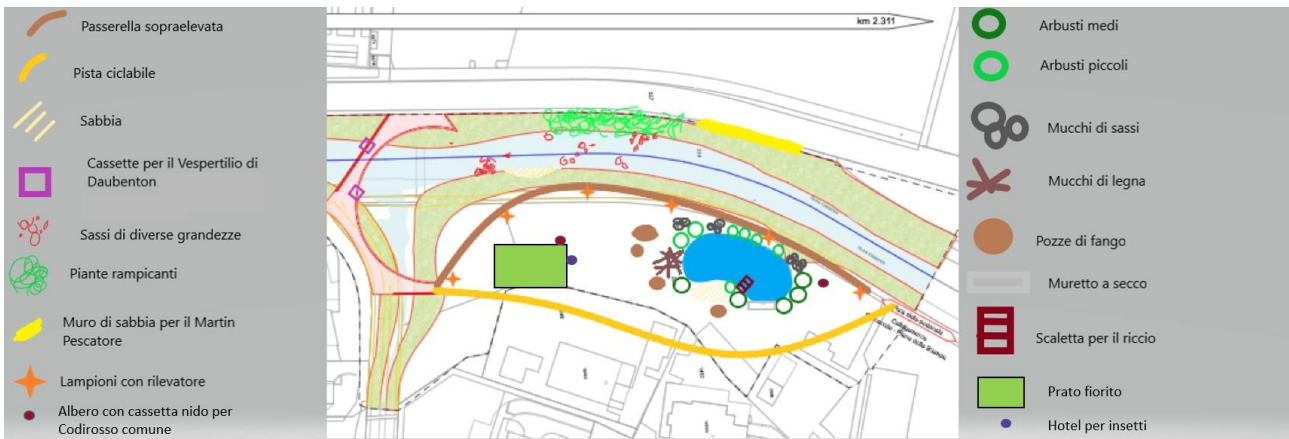 Passerella sopraelevata
Pista ciclabile
Sabbia
Cassette per il Vespertilio di
Daubenton
Sassi di diverse grandezze
Piante rampicanti
Muro di sabbia per il Martin
Pescatore
Lampioni con rilevatore
Albero con cassetta nido per
Codirosso comune
km 2.311
Arbusti medi
Arbusti piccoli
Mucchi di sassi
Mucchi di legna
Pozze di fango
Muretto a secco
Scaletta per il riccio
Prato fiorito
Hotel per insetti